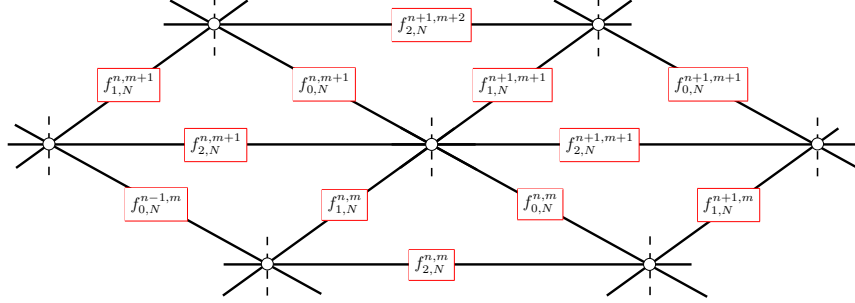 f_{2,N}^{n+1,m+2}
f_{1,N}^{n,m+1} f_{0,N}^{n,m+1} f_{1,N}^{n+1,m+1} f_{0,N}^{n+1,m+1}
f_{2,N}^{n,m+1} f_{2,N}^{n+1,m+1}
f_{0,N}^{n-1,m} f_{1,N}^{n,m} f_{0,N}^{n,m} f_{1,N}^{n+1,m}
f_{2,N}^{n,m}